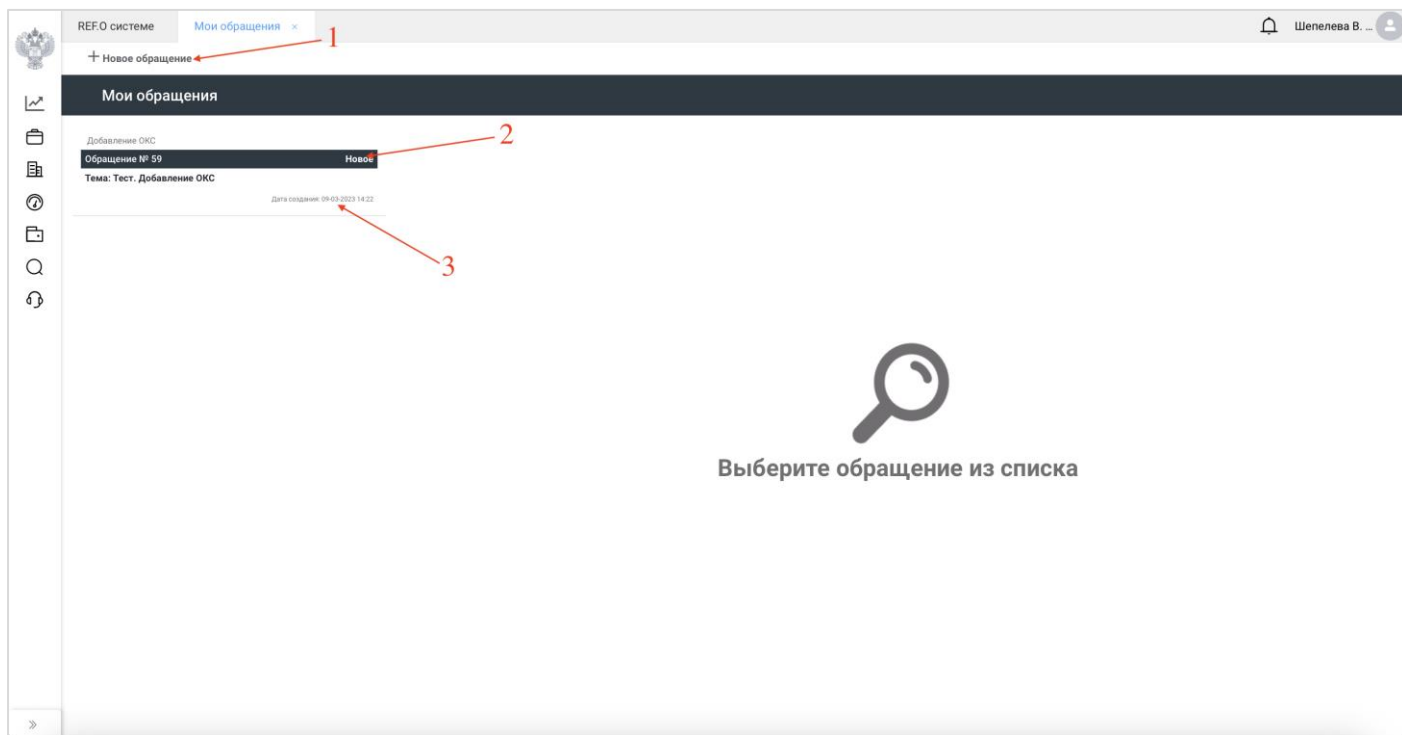 REF.О системе Мои обращения × Шепелева В. ...
1
+ Новое обращение
Мои обращения
2
Добавление ОКС
Обращение № 59 Новое
Тема: Тест. Добавление ОКС
Дата создания: 09-03-2023 14:22
3
Выберите обращение из списка